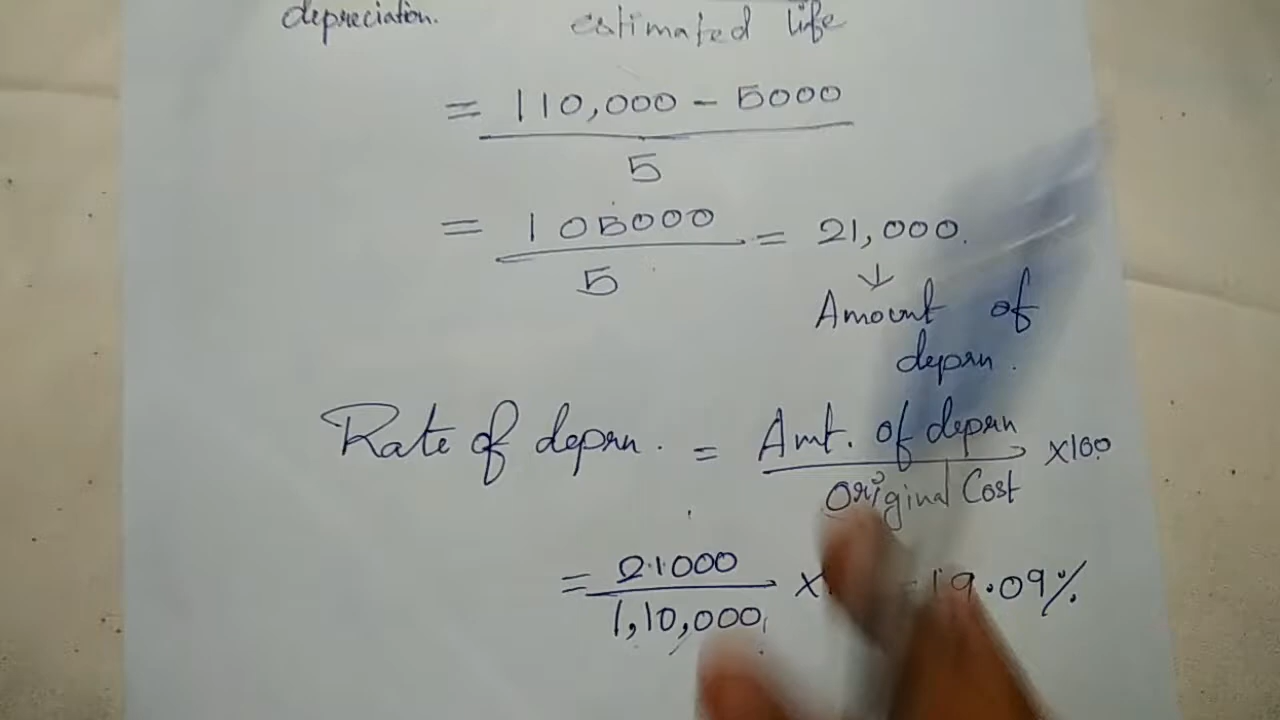 depreciation. estimated life
= 110,000 - 5000
5
= 105000 = 21,000.
5
↓
Amount of
deprn.
Rate of deprn. = Amt. of deprn ×100
Original Cost
= 21000 × 19.09%
1,10,000